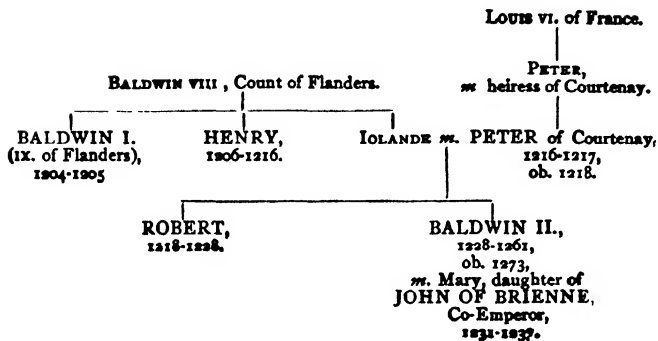 LOUIS VI. of France.
PETER,
m heiress of Courtenay.
BALDWIN VIII, Count of Flanders.
BALDWIN I.
(IX. of Flanders),
1204-1205
HENRY,
1206-1216.
IOLANDE m. PETER of Courtenay,
1216-1217,
ob. 1218.
ROBERT,
1218-1228.
BALDWIN II.,
1228-1261,
ob. 1273,
m. Mary, daughter of
JOHN OF BRIENNE,
Co-Emperor,
1231-1237.